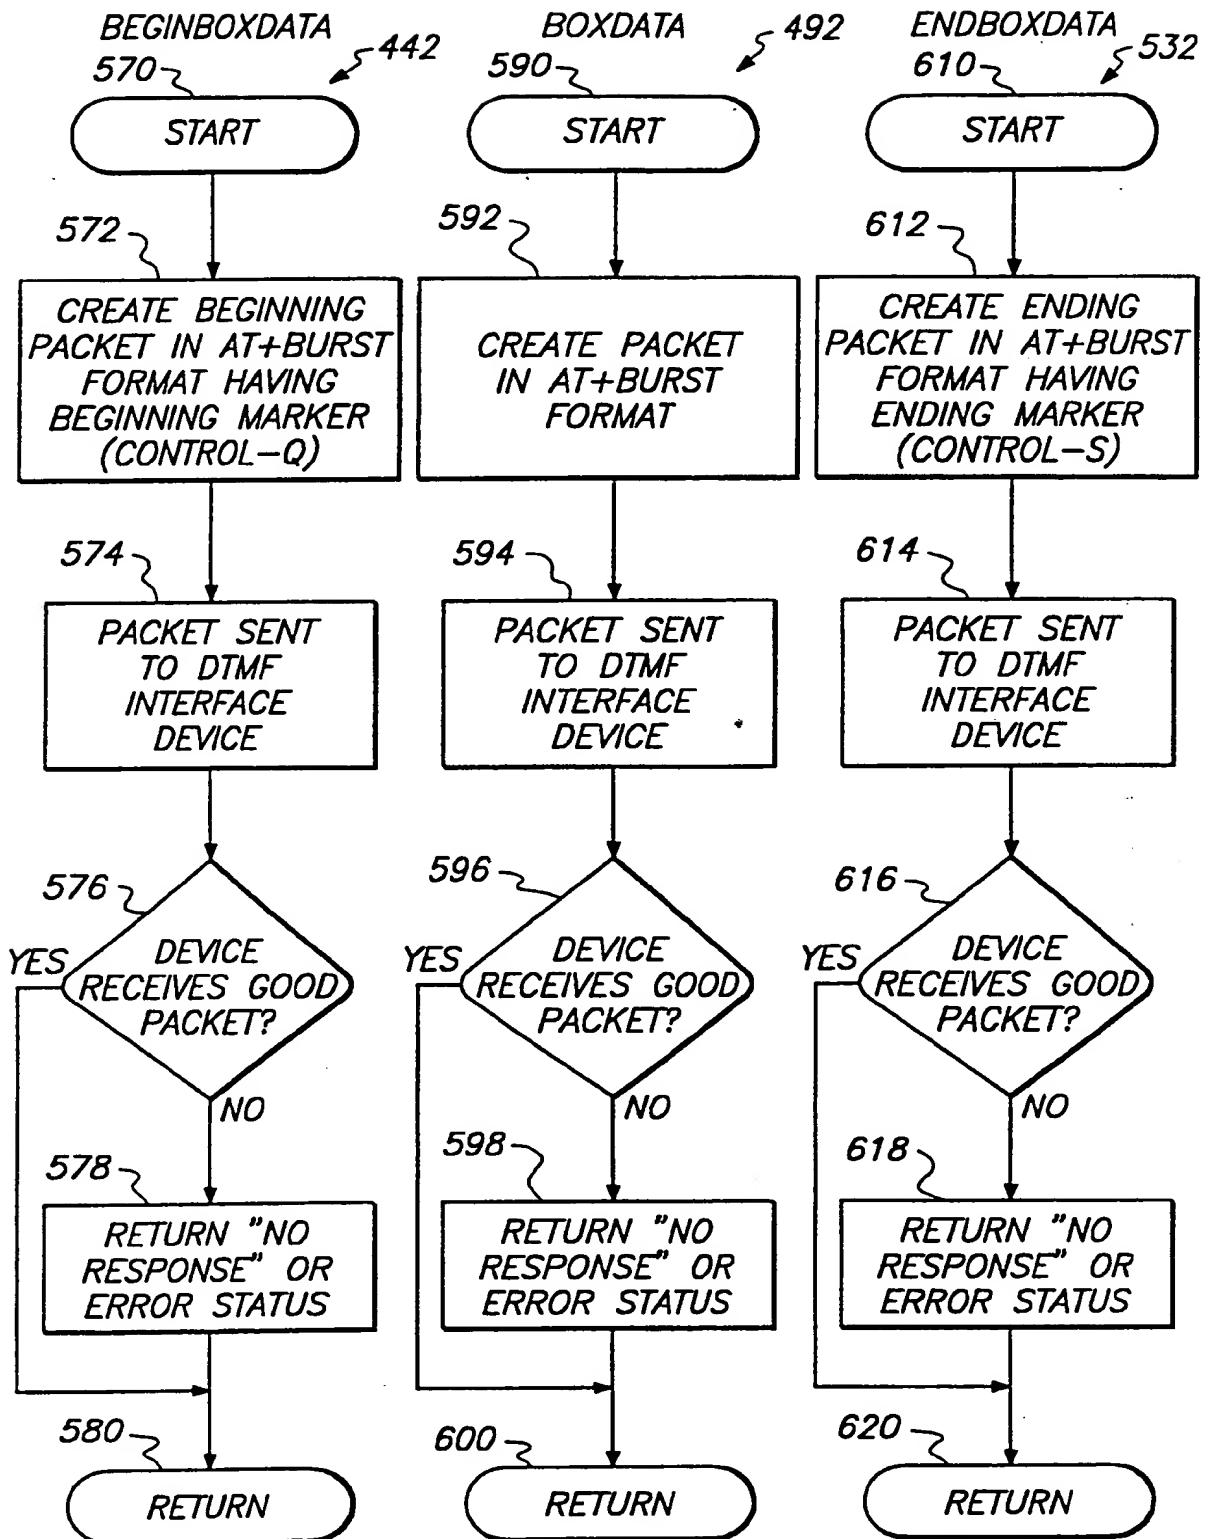 BEGINBOXDATA
442
570
START
572
CREATE BEGINNING
PACKET IN AT+BURST
FORMAT HAVING
BEGINNING MARKER
(CONTROL-Q)
574
PACKET SENT
TO DTMF
INTERFACE
DEVICE
576
YES
DEVICE
RECEIVES GOOD
PACKET?
NO
578
RETURN "NO
RESPONSE" OR
ERROR STATUS
580
RETURN
BOXDATA
492
590
START
592
CREATE PACKET
IN AT+BURST
FORMAT
594
PACKET SENT
TO DTMF
INTERFACE
DEVICE
596
YES
DEVICE
RECEIVES GOOD
PACKET?
NO
598
RETURN "NO
RESPONSE" OR
ERROR STATUS
600
RETURN
ENDBOXDATA
532
610
START
612
CREATE ENDING
PACKET IN AT+BURST
FORMAT HAVING
ENDING MARKER
(CONTROL-S)
614
PACKET SENT
TO DTMF
INTERFACE
DEVICE
616
YES
DEVICE
RECEIVES GOOD
PACKET?
NO
618
RETURN "NO
RESPONSE" OR
ERROR STATUS
620
RETURN